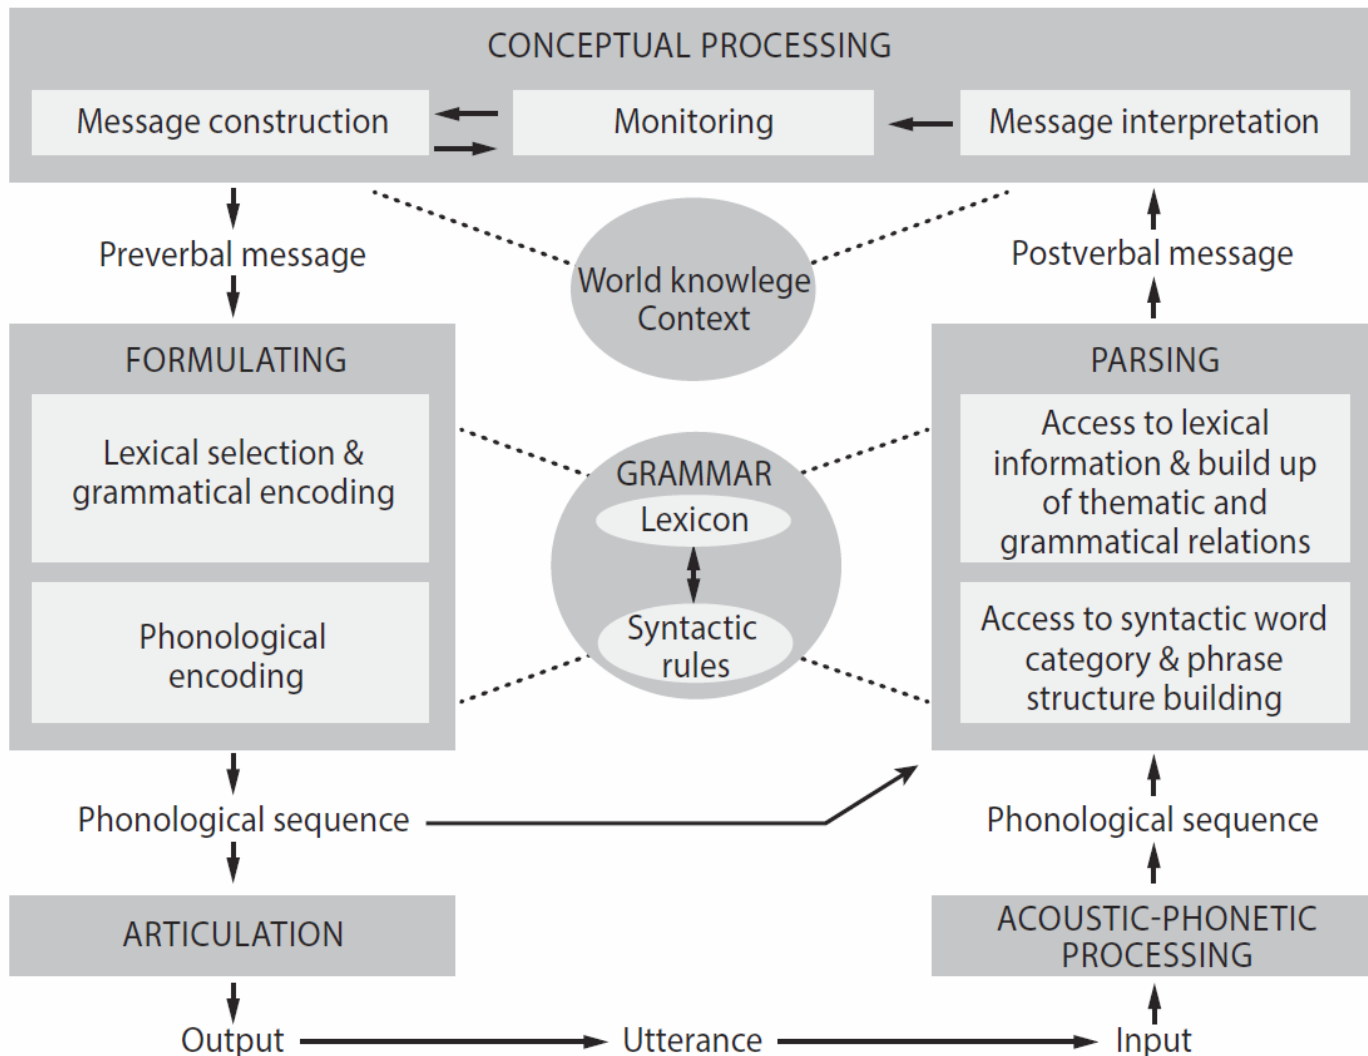 CONCEPTUAL PROCESSING
Message construction
Monitoring
Message interpretation
Preverbal message
World knowlege
Context
Postverbal message
FORMULATING
Lexical selection &
grammatical encoding
Phonological
encoding
GRAMMAR
Lexicon
Syntactic
rules
PARSING
Access to lexical
information & build up
of thematic and
grammatical relations
Access to syntactic word
category & phrase
structure building
Phonological sequence
Phonological sequence
ARTICULATION
ACOUSTIC-PHONETIC
PROCESSING
Output
Utterance
Input